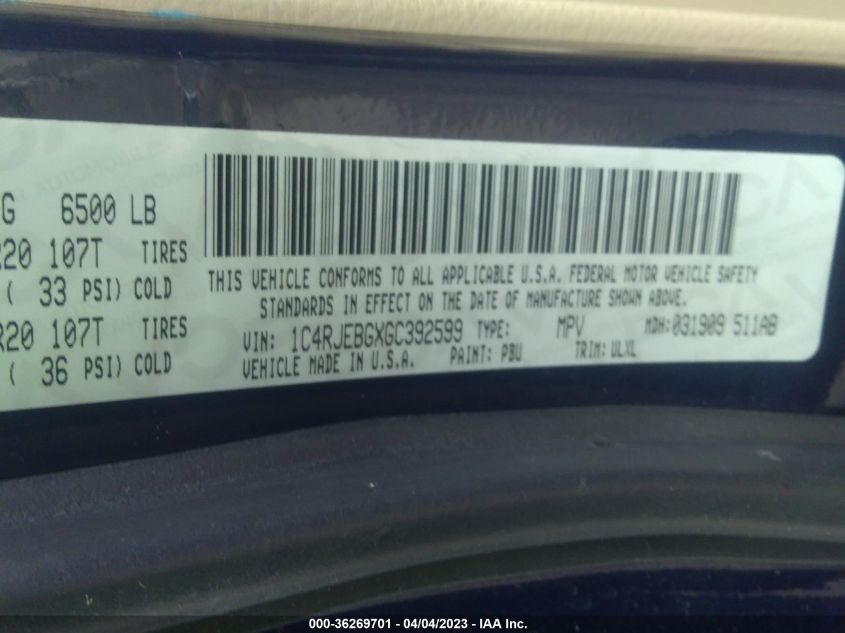 G 6500 LB
R20 107T TIRES
( 33 PSI) COLD
R20 107T TIRES
( 36 PSI) COLD
THIS VEHICLE CONFORMS TO ALL APPLICABLE U.S.A. FEDERAL MOTOR VEHICLE SAFETY
STANDARDS IN EFFECT ON THE DATE OF MANUFACTURE SHOWN ABOVE.
VIN: 1C4RJEBGXGC392599 TYPE: MPV MDH: 031909 511AB
VEHICLE MADE IN U.S.A. PAINT: PBU TRIM: ULXL
000-36269701 - 04/04/2023 - IAA Inc.